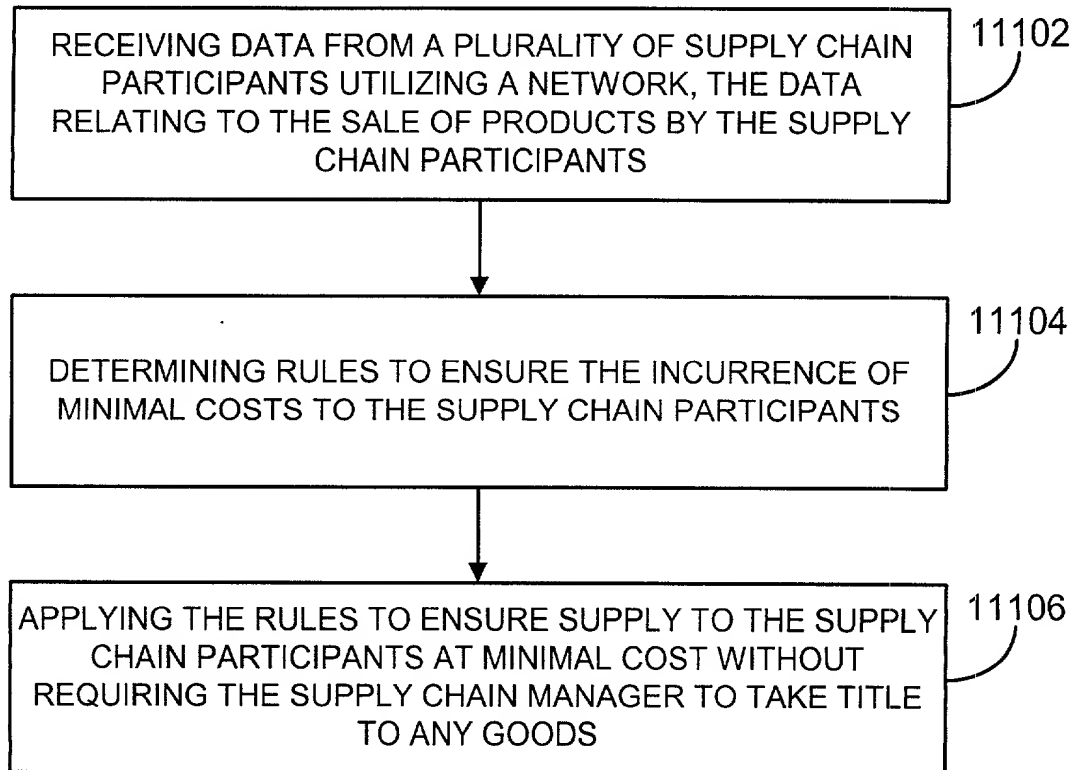 RECEIVING DATA FROM A PLURALITY OF SUPPLY CHAIN
PARTICIPANTS UTILIZING A NETWORK, THE DATA
RELATING TO THE SALE OF PRODUCTS BY THE SUPPLY
CHAIN PARTICIPANTS
11102
DETERMINING RULES TO ENSURE THE INCURRENCE OF
MINIMAL COSTS TO THE SUPPLY CHAIN PARTICIPANTS
11104
APPLYING THE RULES TO ENSURE SUPPLY TO THE SUPPLY
CHAIN PARTICIPANTS AT MINIMAL COST WITHOUT
REQUIRING THE SUPPLY CHAIN MANAGER TO TAKE TITLE
TO ANY GOODS
11106